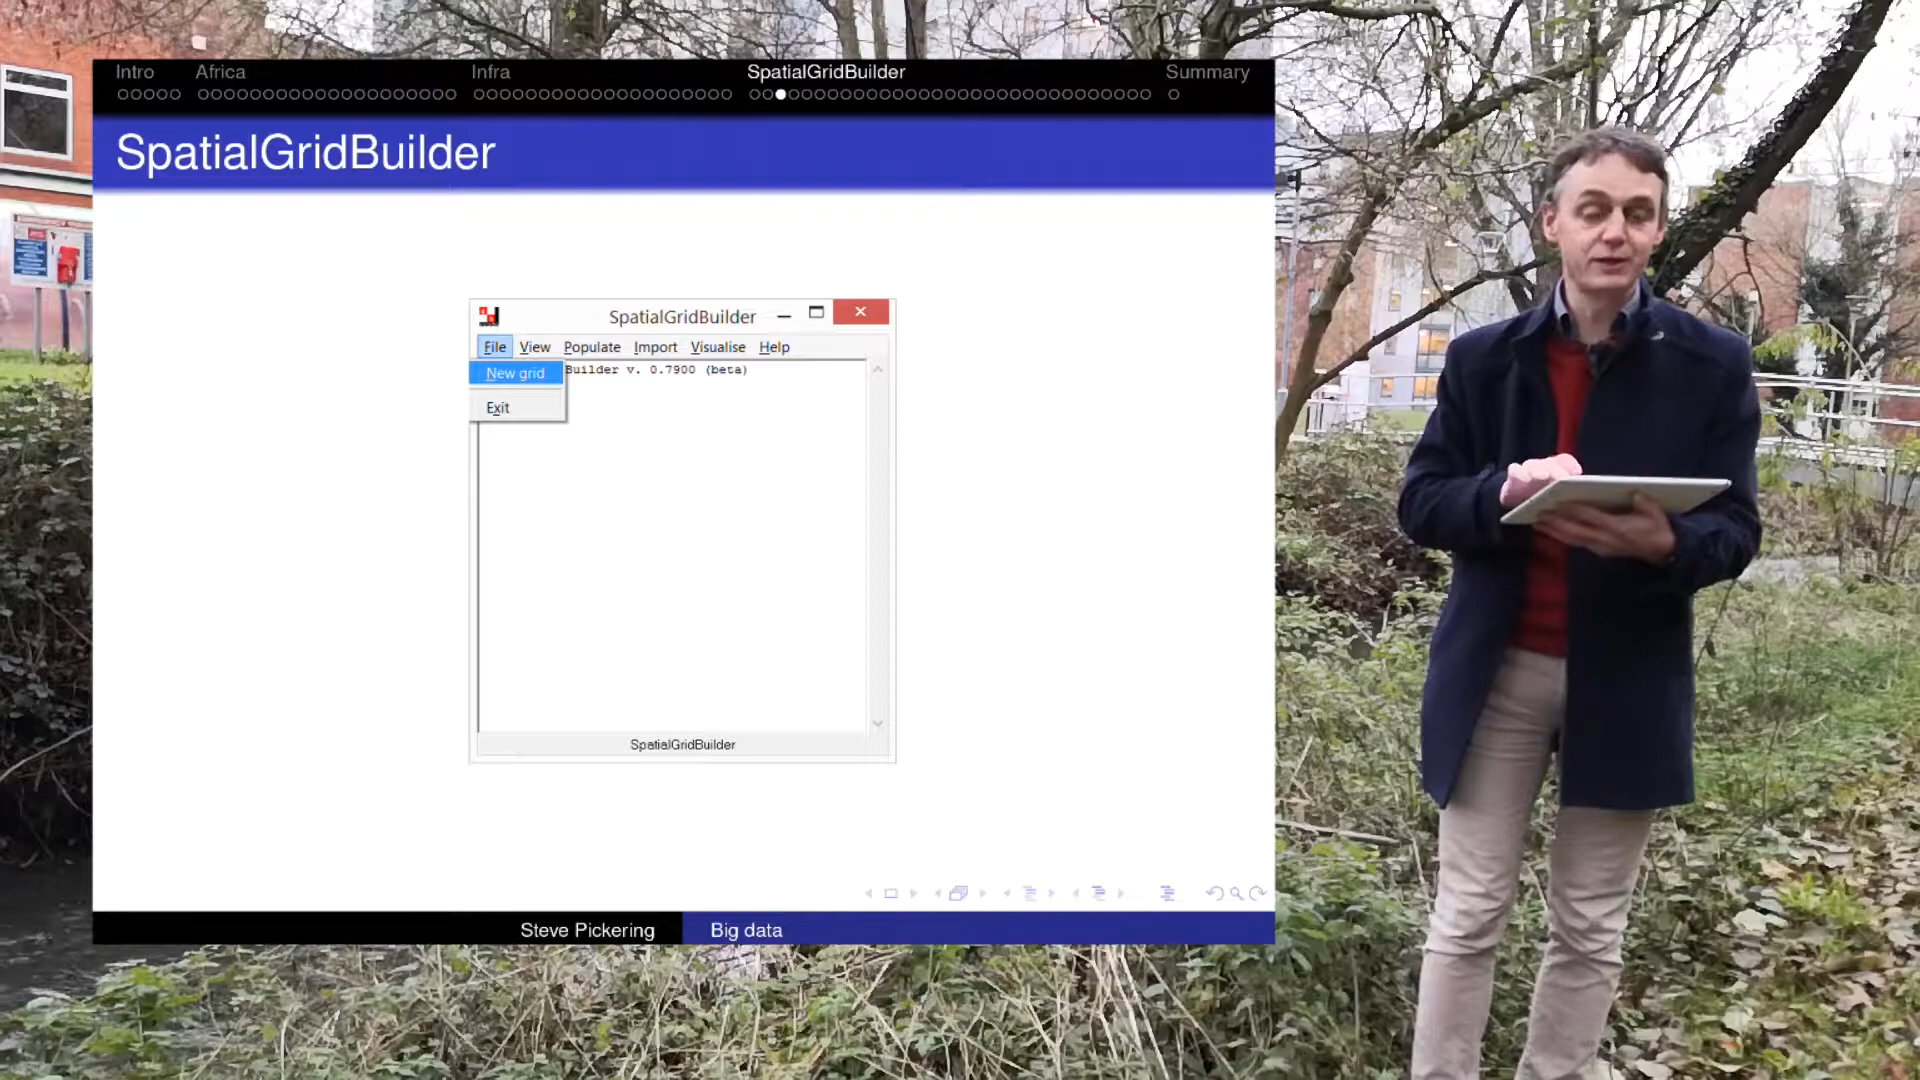 Intro Africa Infra SpatialGridBuilder Summary
SpatialGridBuilder
SpatialGridBuilder
File View Populate Import Visualise Help
New grid
Builder v. 0.7900 (beta)
Exit
SpatialGridBuilder
Steve Pickering Big data